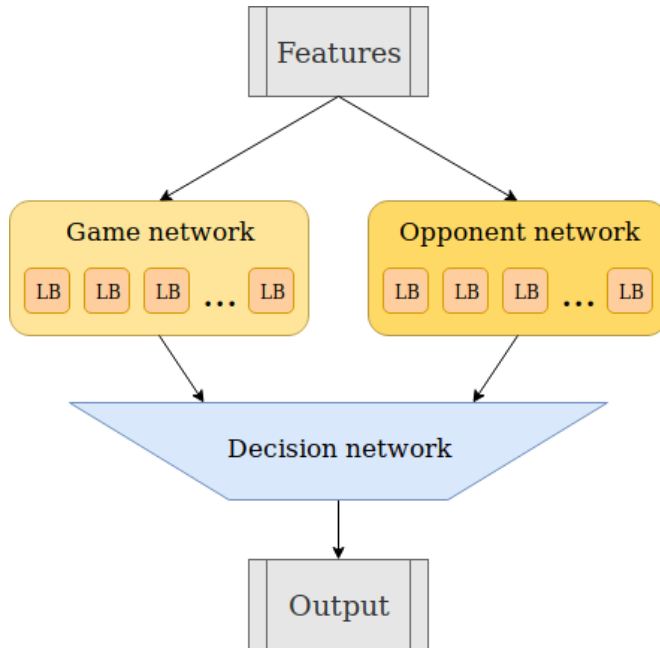 Features
Game network
LB LB LB ... LB
Opponent network
LB LB LB ... LB
Decision network
Output